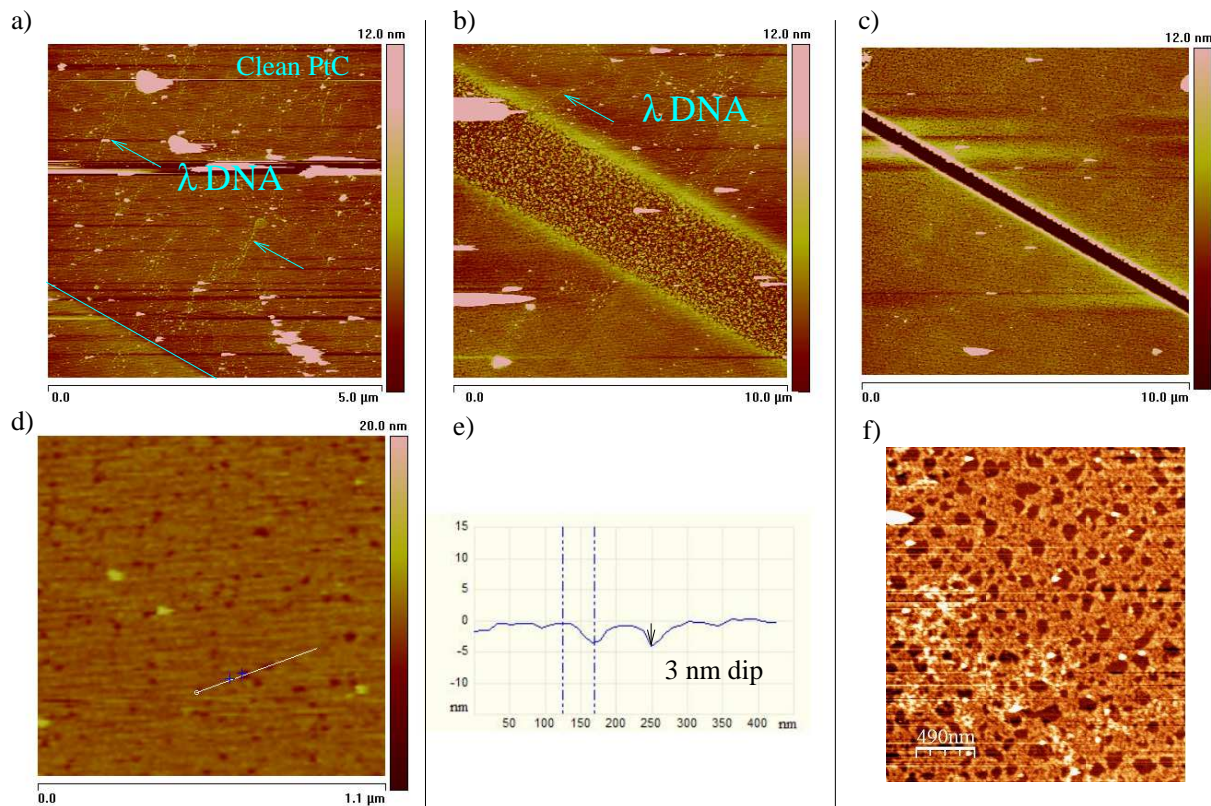 a)
12.0 nm
Clean PtC
λ DNA
0.0
5.0 µm
b)
12.0 nm
λ DNA
0.0
10.0 µm
c)
12.0 nm
0.0
10.0 µm
d)
20.0 nm
0.0
1.1 µm
e)
15
10
5
0
-5
-10
nm
3 nm dip
50 100 150 200 250 300 350 400 nm
f)
490nm